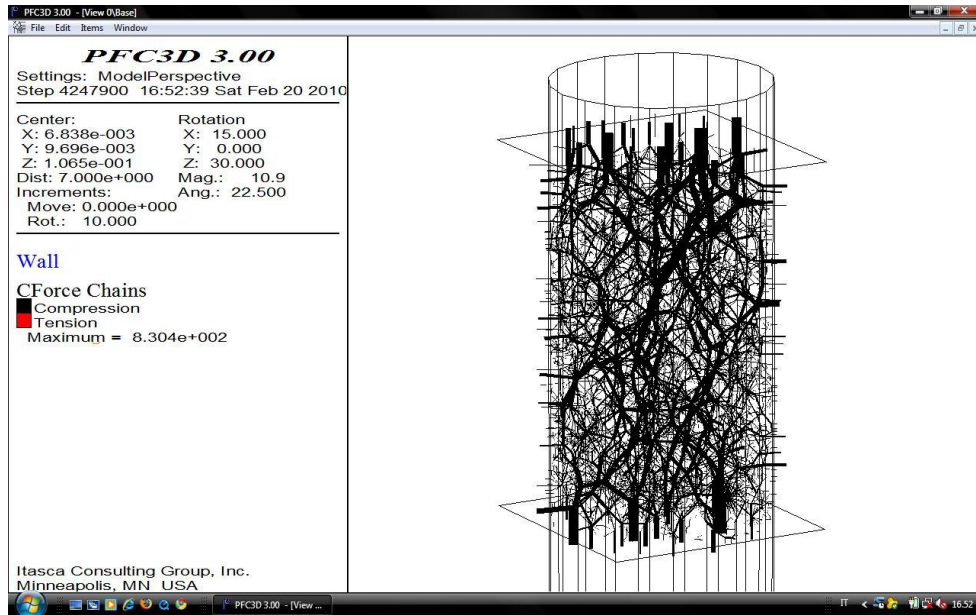 PFC3D 3.00 - [View 0\Base]
File Edit Items Window
PFC3D 3.00
Settings: ModelPerspective
Step 4247900 16:52:39 Sat Feb 20 2010
Center: Rotation
X: 6.838e-003 X: 15.000
Y: 9.696e-003 Y: 0.000
Z: 1.065e-001 Z: 30.000
Dist: 7.000e+000 Mag.: 10.9
Increments: Ang.: 22.500
Move: 0.000e+000
Rot.: 10.000
Wall
CForce Chains
Compression
Tension
Maximum = 8.304e+002
Itasca Consulting Group, Inc.
Minneapolis, MN USA
PFC3D 3.00 - [View ...
IT
16.52